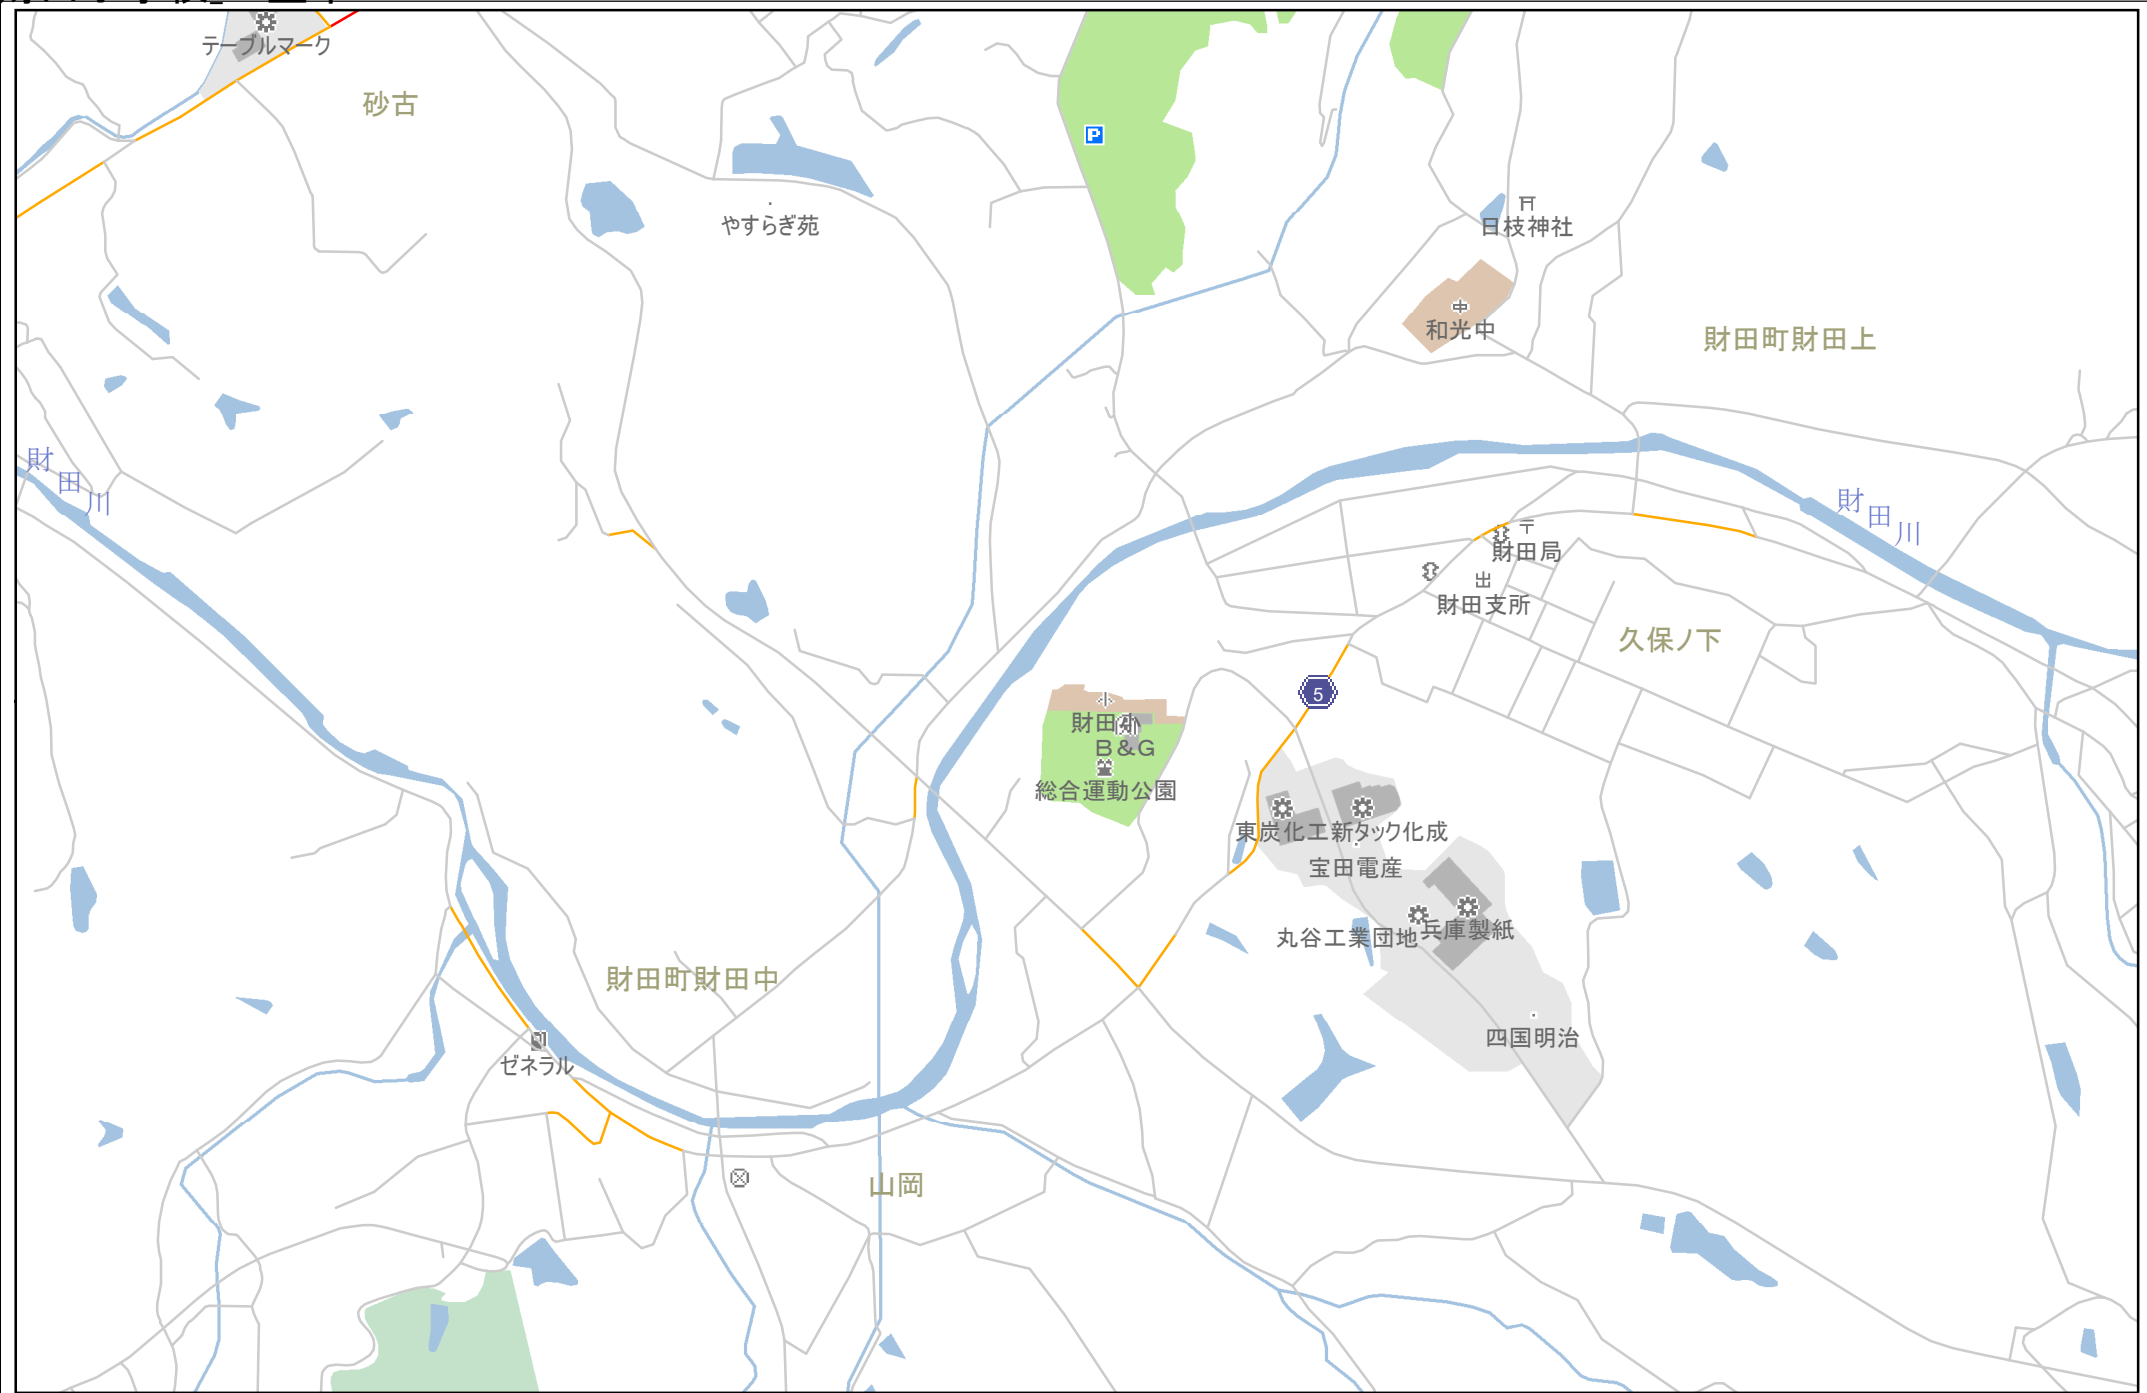 テーブルマーク
砂古
P
やすらぎ苑
日枝神社
中
和光中
財田町財田上
財田川
財田川
〒
財田局
出
財田支所
久保ノ下
5
小
財田小
B&G
総合運動公園
東炭化工
新タック化成
宝田電産
丸谷工業団地
兵庫製紙
財田町財田中
四国明治
ゼネラル
山岡